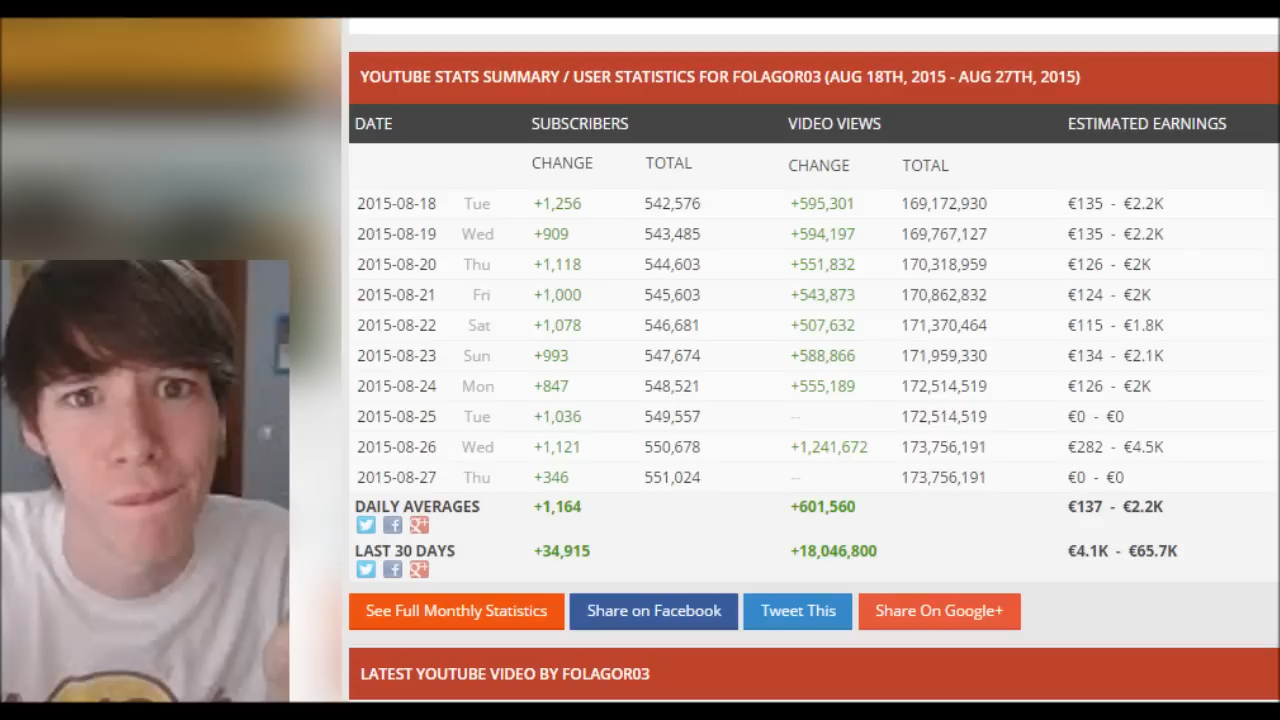 YOUTUBE STATS SUMMARY / USER STATISTICS FOR FOLAGOR03 (AUG 18TH, 2015 - AUG 27TH, 2015)
DATE SUBSCRIBERS VIDEO VIEWS ESTIMATED EARNINGS
CHANGE TOTAL CHANGE TOTAL
2015-08-18 Tue +1,256 542,576 +595,301 169,172,930 €135 - €2.2K
2015-08-19 Wed +909 543,485 +594,197 169,767,127 €135 - €2.2K
2015-08-20 Thu +1,118 544,603 +551,832 170,318,959 €126 - €2K
2015-08-21 Fri +1,000 545,603 +543,873 170,862,832 €124 - €2K
2015-08-22 Sat +1,078 546,681 +507,632 171,370,464 €115 - €1.8K
2015-08-23 Sun +993 547,674 +588,866 171,959,330 €134 - €2.1K
2015-08-24 Mon +847 548,521 +555,189 172,514,519 €126 - €2K
2015-08-25 Tue +1,036 549,557 -- 172,514,519 €0 - €0
2015-08-26 Wed +1,121 550,678 +1,241,672 173,756,191 €282 - €4.5K
2015-08-27 Thu +346 551,024 -- 173,756,191 €0 - €0
DAILY AVERAGES +1,164 +601,560 €137 - €2.2K
LAST 30 DAYS +34,915 +18,046,800 €4.1K - €65.7K
See Full Monthly Statistics Share on Facebook Tweet This Share On Google+
LATEST YOUTUBE VIDEO BY FOLAGOR03